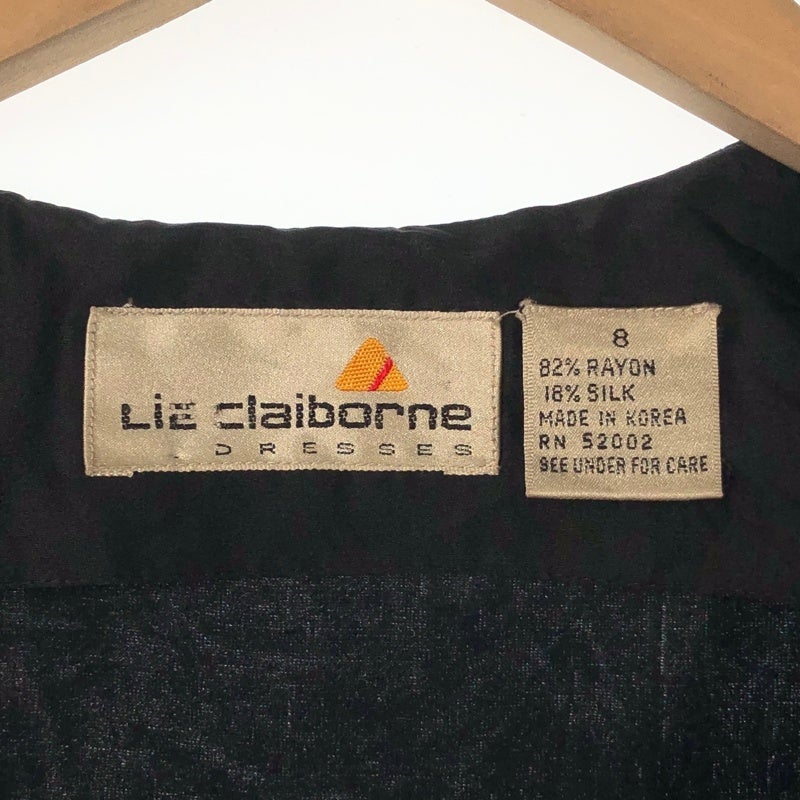 Liz claiborne
DRESSES
8
82% RAYON
18% SILK
MADE IN KOREA
RN 52002
SEE UNDER FOR CARE